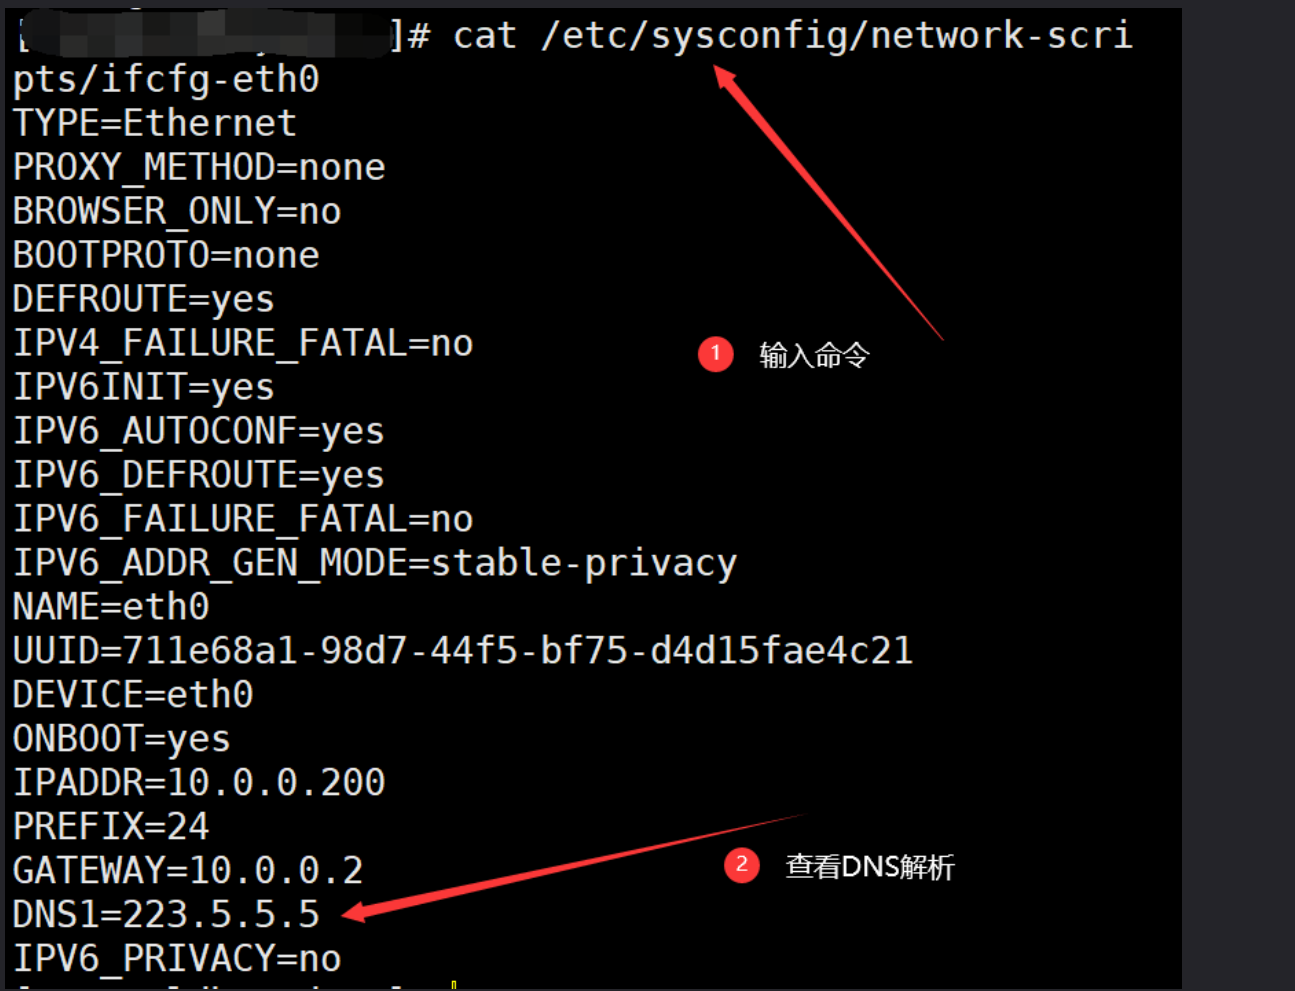 ]# cat /etc/sysconfig/network-scri
pts/ifcfg-eth0
TYPE=Ethernet
PROXY_METHOD=none
BROWSER_ONLY=no
BOOTPROTO=none
DEFROUTE=yes
IPV4_FAILURE_FATAL=no
1 输入命令
IPV6INIT=yes
IPV6_AUTOCONF=yes
IPV6_DEFROUTE=yes
IPV6_FAILURE_FATAL=no
IPV6_ADDR_GEN_MODE=stable-privacy
NAME=eth0
UUID=711e68a1-98d7-44f5-bf75-d4d15fae4c21
DEVICE=eth0
ONBOOT=yes
IPADDR=10.0.0.200
PREFIX=24
GATEWAY=10.0.0.2
2 查看DNS解析
DNS1=223.5.5.5
IPV6_PRIVACY=no